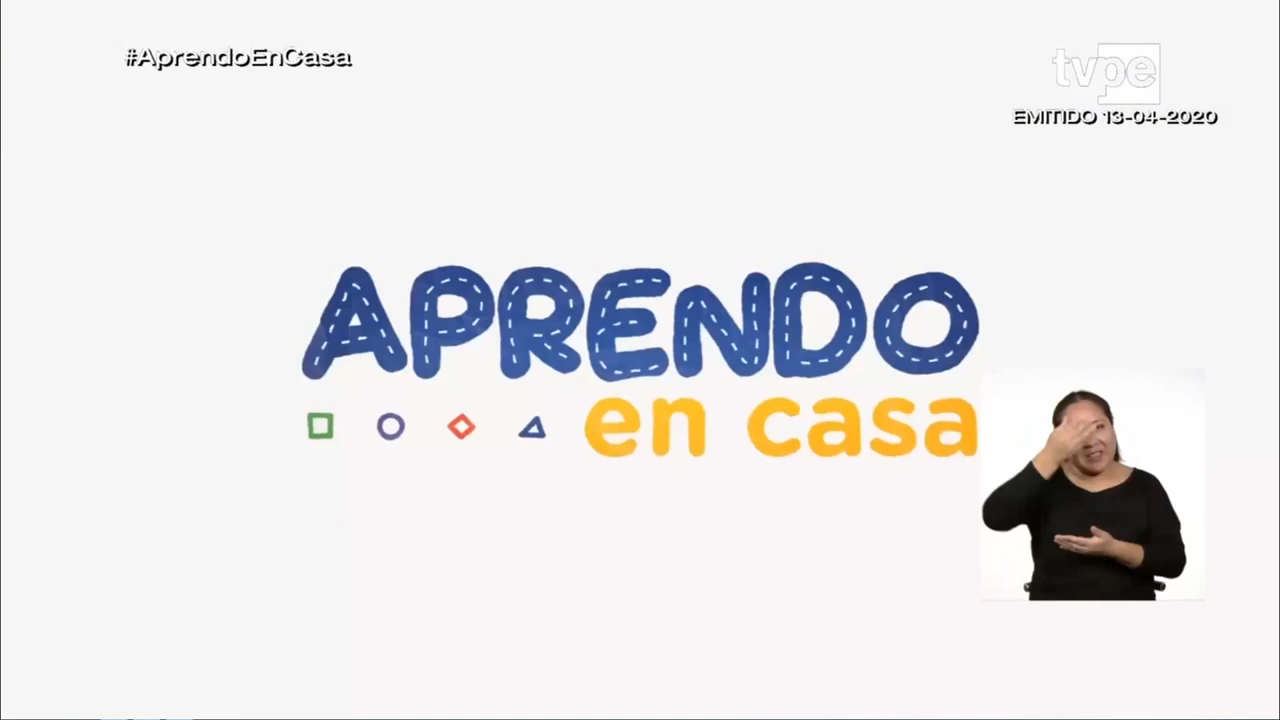 #AprendoEnCasa
tvpe
EMITIDO 13-04-2020
APRENDO
en casa